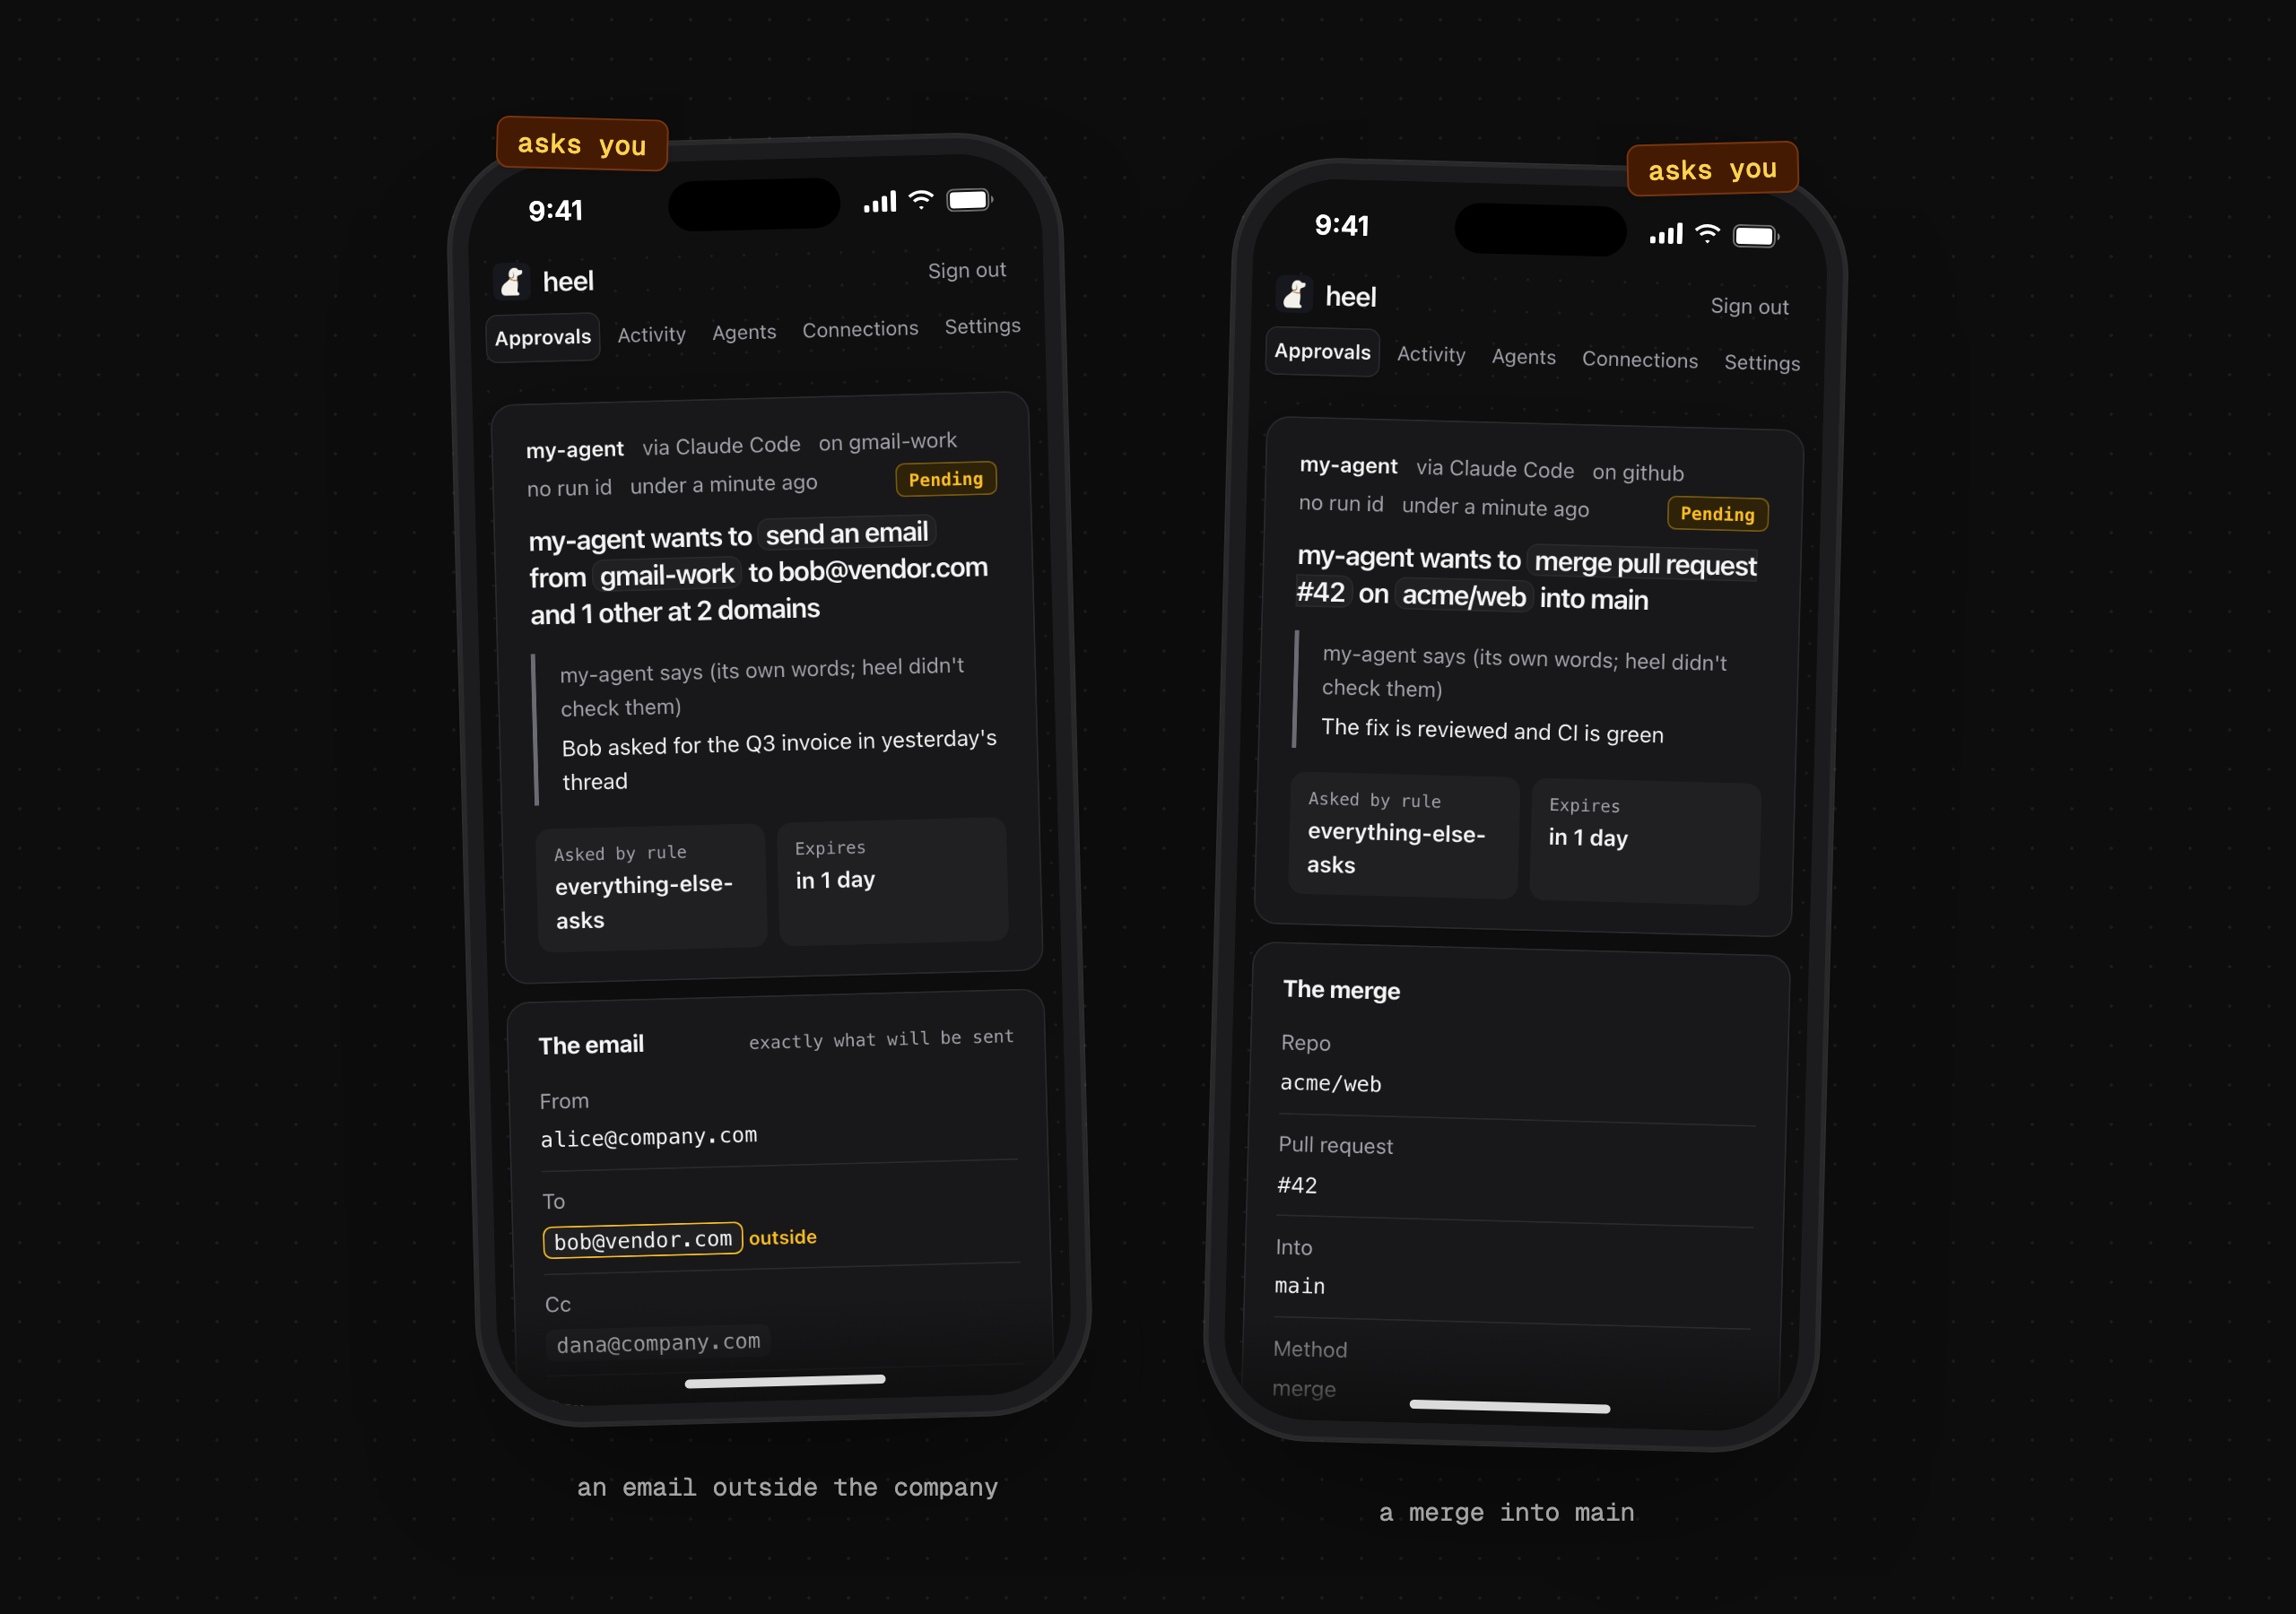 asks you
9:41
heel
Sign out
Approvals Activity Agents Connections Settings
my-agent via Claude Code on gmail-work
no run id under a minute ago Pending
my-agent wants to send an email
from gmail-work to bob@vendor.com
and 1 other at 2 domains
my-agent says (its own words; heel didn't
check them)
Bob asked for the Q3 invoice in yesterday's
thread
Asked by rule
everything-else-
asks
Expires
in 1 day
The email exactly what will be sent
From
alice@company.com
To
bob@vendor.com outside
Cc
dana@company.com
an email outside the company
asks you
9:41
heel
Sign out
Approvals Activity Agents Connections Settings
my-agent via Claude Code on github
no run id under a minute ago Pending
my-agent wants to merge pull request
#42 on acme/web into main
my-agent says (its own words; heel didn't
check them)
The fix is reviewed and CI is green
Asked by rule
everything-else-
asks
Expires
in 1 day
The merge
Repo
acme/web
Pull request
#42
Into
main
Method
merge
a merge into main